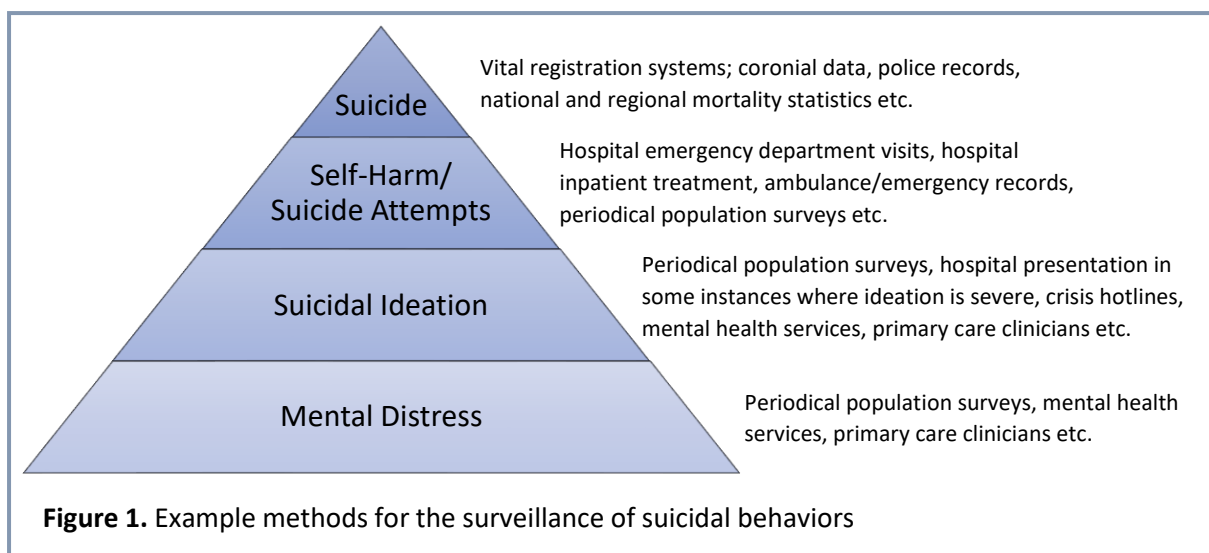 Suicide
Vital registration systems; coronial data, police records,
national and regional mortality statistics etc.
Self-Harm/
Suicide Attempts
Hospital emergency department visits, hospital
inpatient treatment, ambulance/emergency records,
periodical population surveys etc.
Suicidal Ideation
Periodical population surveys, hospital presentation in
some instances where ideation is severe, crisis hotlines,
mental health services, primary care clinicians etc.
Mental Distress
Periodical population surveys, mental health
services, primary care clinicians etc.
Figure 1. Example methods for the surveillance of suicidal behaviors